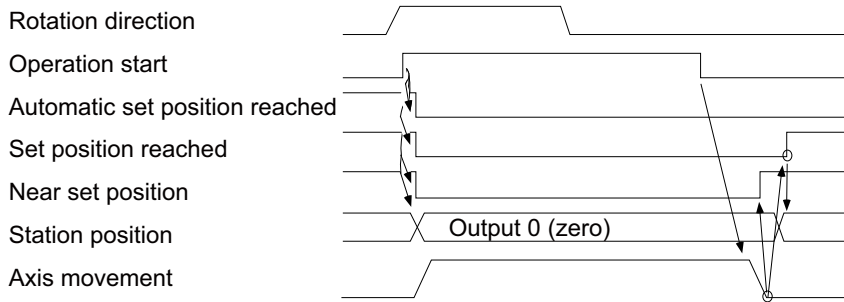 Rotation direction
Operation start
Automatic set position reached
Set position reached
Near set position
Station position
Output 0 (zero)
Axis movement